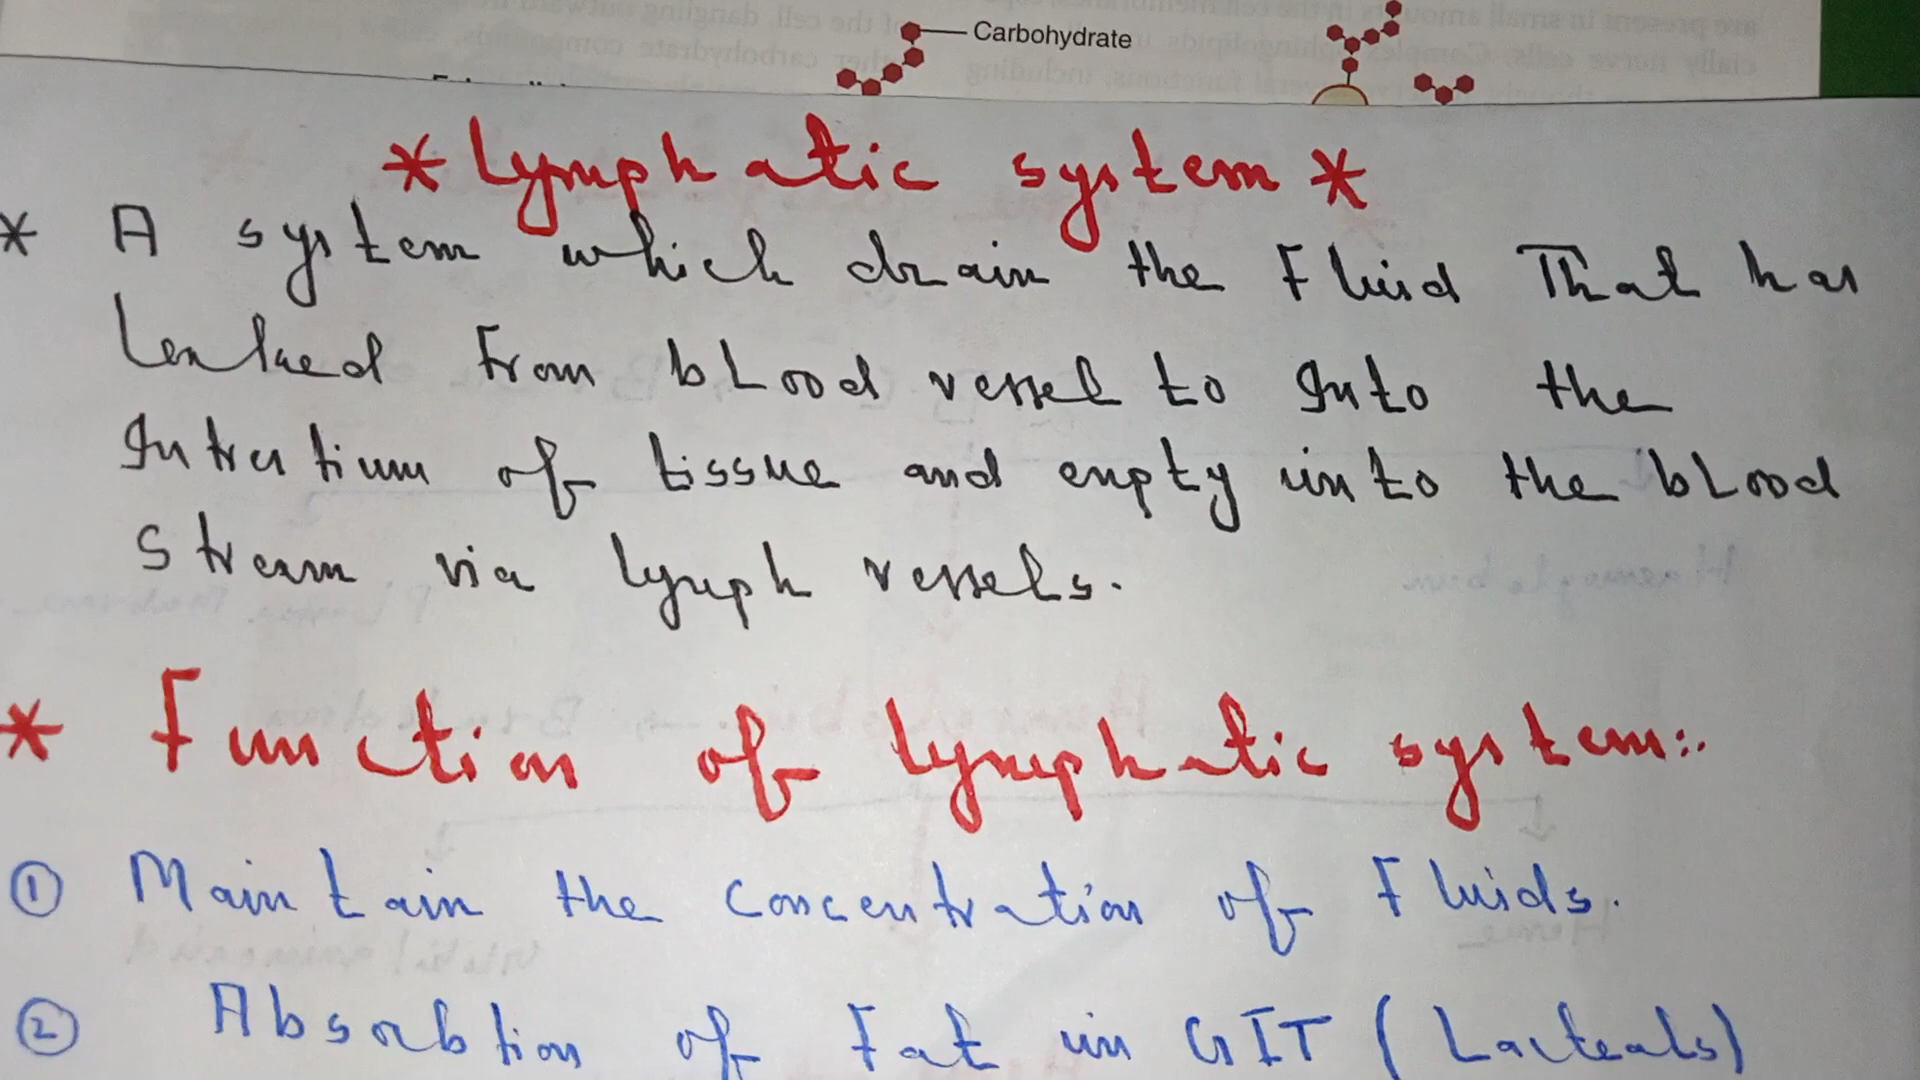 Carbohydrate
* Lymphatic system *
* A system which drain the Fluid That has
Leaked From bLood vessel to Into the
Intrestium of tissue and empty into the bLood
Stream via lymph vessels.
* Function of lymphatic system:.
① Maintain the concentration of Fluids.
② Absorbtion of Fat in GIT (Lacteals)